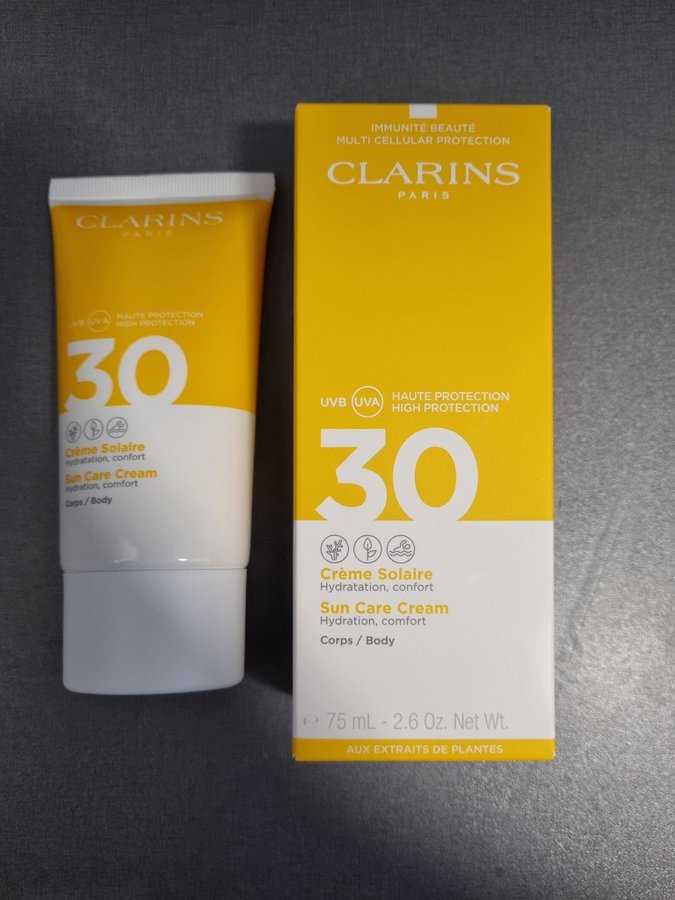 CLARINS
PARIS
UVB UVA HAUTE PROTECTION
HIGH PROTECTION
30
Crème Solaire
Hydratation, confort
Sun Care Cream
Hydration, comfort
Corps / Body
IMMUNITÉ BEAUTÉ
MULTI CELLULAR PROTECTION
CLARINS
PARIS
UVB UVA HAUTE PROTECTION
HIGH PROTECTION
30
Crème Solaire
Hydratation, confort
Sun Care Cream
Hydration, comfort
Corps / Body
℮ 75 mL - 2.6 Oz. Net Wt.
AUX EXTRAITS DE PLANTES